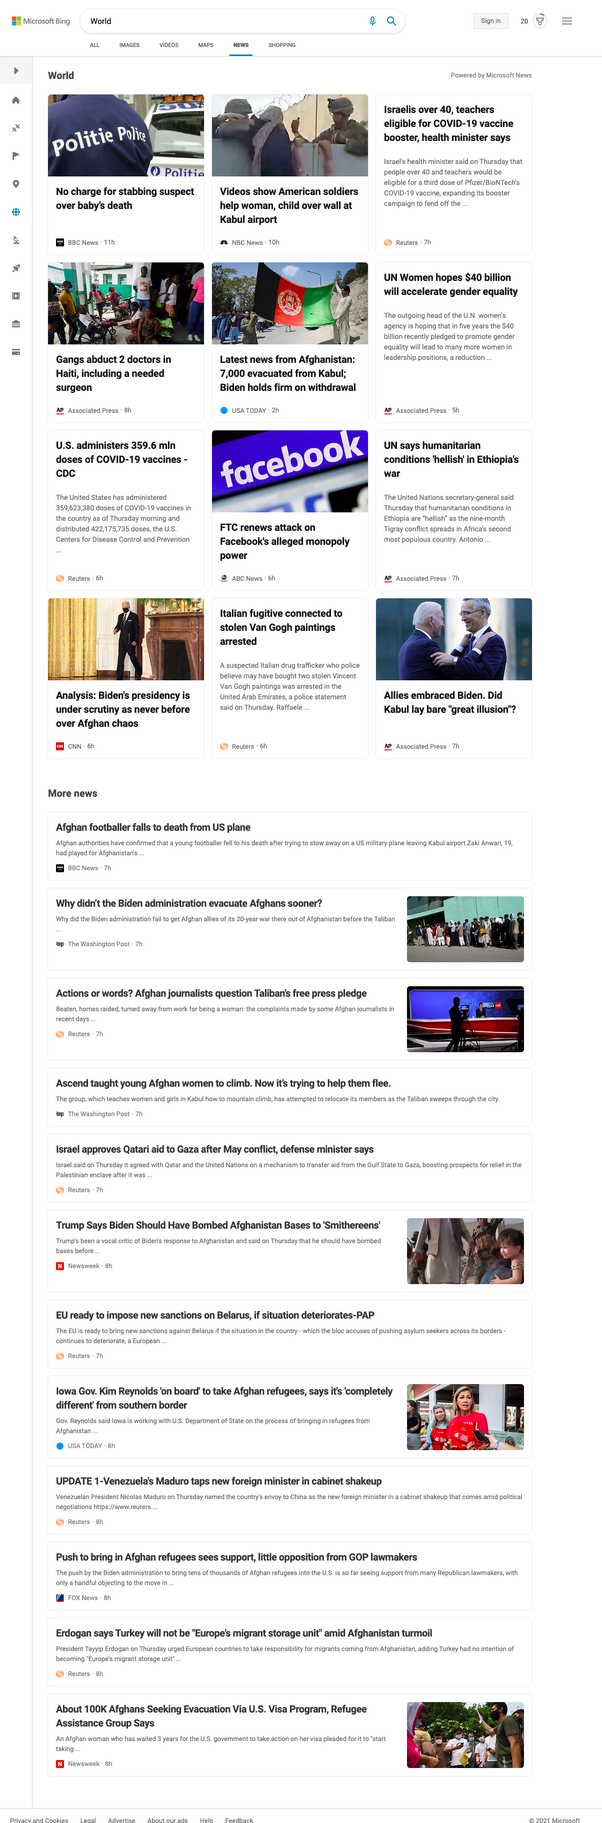 Microsoft Bing
World
Sign in
20
ALL IMAGES VIDEOS MAPS NEWS SHOPPING
World
Powered by Microsoft News
Politie Police
Politie
No charge for stabbing suspect
over baby's death
BBC News · 11h
Videos show American soldiers
help woman, child over wall at
Kabul airport
NBC News · 10h
Israelis over 40, teachers
eligible for COVID-19 vaccine
booster, health minister says
Israel's health minister said on Thursday that
people over 40 and teachers would be
eligible for a third dose of Pfizer/BioNTech's
COVID-19 vaccine, expanding its booster
campaign to fend off the ...
Reuters · 7h
Gangs abduct 2 doctors in
Haiti, including a needed
surgeon
AP Associated Press · 8h
Latest news from Afghanistan:
7,000 evacuated from Kabul;
Biden holds firm on withdrawal
USA TODAY · 2h
UN Women hopes $40 billion
will accelerate gender equality
The outgoing head of the U.N. women's
agency is hoping that in five years the $40
billion recently pledged to promote gender
equality will lead to many more women in
leadership positions, a reduction ...
AP Associated Press · 5h
U.S. administers 359.6 mln
doses of COVID-19 vaccines -
CDC
The United States has administered
359,623,380 doses of COVID-19 vaccines in
the country as of Thursday morning and
distributed 422,175,735 doses, the U.S.
Centers for Disease Control and Prevention
...
Reuters · 6h
facebook
FTC renews attack on
Facebook's alleged monopoly
power
ABC News · 6h
UN says humanitarian
conditions 'hellish' in Ethiopia's
war
The United Nations secretary-general said
Thursday that humanitarian conditions in
Ethiopia are "hellish" as the nine-month
Tigray conflict spreads in Africa's second
most populous country. Antonio ...
AP Associated Press · 7h
Analysis: Biden's presidency is
under scrutiny as never before
over Afghan chaos
CNN CNN · 6h
Italian fugitive connected to
stolen Van Gogh paintings
arrested
A suspected Italian drug trafficker who police
believe may have bought two stolen Vincent
Van Gogh paintings was arrested in the
United Arab Emirates, a police statement
said on Thursday. Raffaele ...
Reuters · 6h
Allies embraced Biden. Did
Kabul lay bare "great illusion"?
AP Associated Press · 7h
More news
Afghan footballer falls to death from US plane
Afghan authorities have confirmed that a young footballer fell to his death after trying to stow away on a US military plane leaving Kabul airport.Zaki Anwari, 19,
had played for Afghanistan's ...
BBC News · 7h
Why didn't the Biden administration evacuate Afghans sooner?
Why did the Biden administration fail to get Afghan allies of its 20-year war there out of Afghanistan before the Taliban
...
wp The Washington Post · 7h
Actions or words? Afghan journalists question Taliban's free press pledge
Beaten, homes raided, turned away from work for being a woman: the complaints made by some Afghan journalists in
recent days ...
Reuters · 7h
Ascend taught young Afghan women to climb. Now it's trying to help them flee.
The group, which teaches women and girls in Kabul how to mountain climb, has attempted to relocate its members as the Taliban sweeps through the city.
wp The Washington Post · 7h
Israel approves Qatari aid to Gaza after May conflict, defense minister says
Israel said on Thursday it agreed with Qatar and the United Nations on a mechanism to transfer aid from the Gulf State to Gaza, boosting prospects for relief in the
Palestinian enclave after it was ...
Reuters · 7h
Trump Says Biden Should Have Bombed Afghanistan Bases to 'Smithereens'
Trump's been a vocal critic of Biden's response to Afghanistan and said on Thursday that he should have bombed
bases before ...
N Newsweek · 8h
EU ready to impose new sanctions on Belarus, if situation deteriorates-PAP
The EU is ready to bring new sanctions against Belarus if the situation in the country - which the bloc accuses of pushing asylum seekers across its borders -
continues to deteriorate, a European ...
Reuters · 7h
Iowa Gov. Kim Reynolds 'on board' to take Afghan refugees, says it's 'completely
different' from southern border
Gov. Reynolds said Iowa is working with U.S. Department of State on the process of bringing in refugees from
Afghanistan ...
USA TODAY · 8h
UPDATE 1-Venezuela's Maduro taps new foreign minister in cabinet shakeup
Venezuelan President Nicolas Maduro on Thursday named the country's envoy to China as the new foreign minister in a cabinet shakeup that comes amid political
negotiations https://www.reuters ...
Reuters · 8h
Push to bring in Afghan refugees sees support, little opposition from GOP lawmakers
The push by the Biden administration to bring tens of thousands of Afghan refugees into the U.S. is so far seeing support from many Republican lawmakers, with
only a handful objecting to the move in ...
FOX News · 8h
Erdogan says Turkey will not be "Europe's migrant storage unit" amid Afghanistan turmoil
President Tayyip Erdogan on Thursday urged European countries to take responsibility for migrants coming from Afghanistan, adding Turkey had no intention of
becoming "Europe's migrant storage unit" ...
Reuters · 8h
About 100K Afghans Seeking Evacuation Via U.S. Visa Program, Refugee
Assistance Group Says
An Afghan woman who has waited 3 years for the U.S. government to take action on her visa pleaded for it to "start
taking ...
N Newsweek · 8h
Privacy and Cookies Legal Advertise About our ads Help Feedback
© 2021 Microsoft